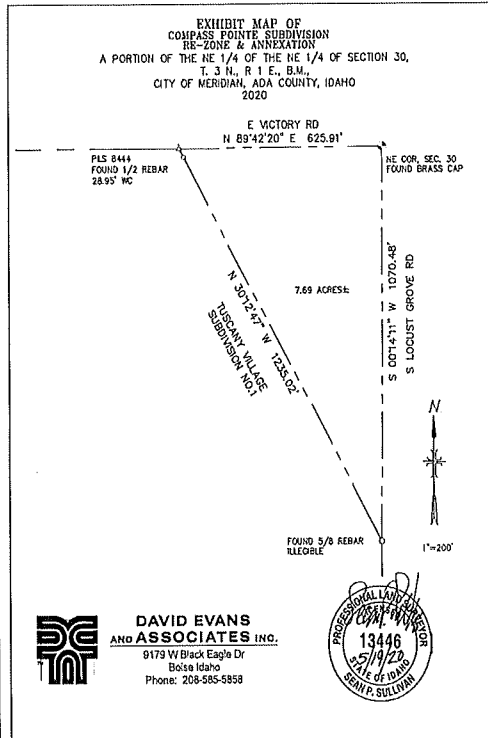 EXHIBIT MAP OF
COMPASS POINTE SUBDIVISION
RE-ZONE & ANNEXATION
A PORTION OF THE NE 1/4 OF THE NE 1/4 OF SECTION 30,
T. 3 N., R 1 E., B.M.,
CITY OF MERIDIAN, ADA COUNTY, IDAHO
2020
E VICTORY RD
N 89°42'20" E 625.91'
PLS 8444
FOUND 1/2 REBAR
28.95' WC
NE COR, SEC. 30
FOUND BRASS CAP
N 30°12'47" W 1235.02'
TUSCANY VILLAGE
SUBDIVISION NO.1
7.69 ACRES±
S 00°14'11" W 1070.48'
S LOCUST GROVE RD
N
FOUND 5/8 REBAR
ILLEGIBLE
1"=200'
DAVID EVANS
AND ASSOCIATES INC.
9179 W Black Eagle Dr
Boise Idaho
Phone: 208-585-5858
PROFESSIONAL LAND SURVEYOR
LICENSED
13446
5/19/20
STATE OF IDAHO
SEAN P. SULLIVAN